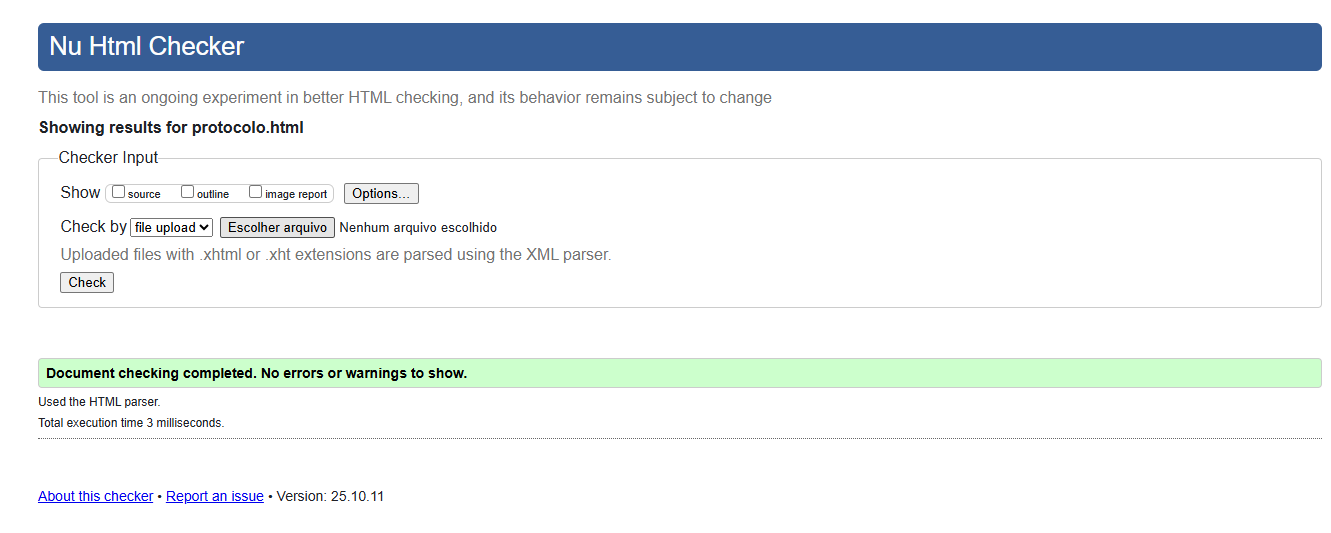 Nu Html Checker
This tool is an ongoing experiment in better HTML checking, and its behavior remains subject to change
Showing results for protocolo.html
Checker Input
Show source outline image report Options...
Check by file upload Escolher arquivo Nenhum arquivo escolhido
Uploaded files with .xhtml or .xht extensions are parsed using the XML parser.
Check
Document checking completed. No errors or warnings to show.
Used the HTML parser.
Total execution time 3 milliseconds.
About this checker • Report an issue • Version: 25.10.11